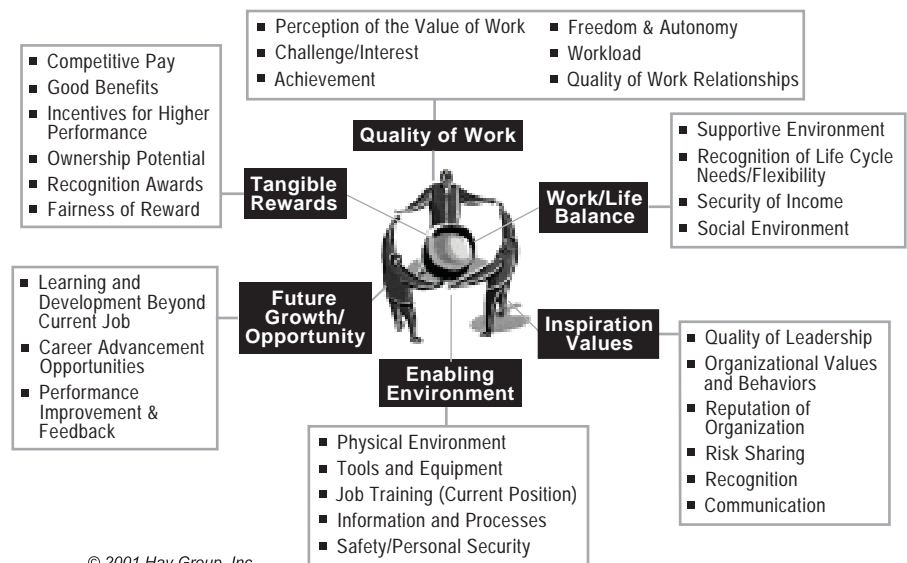 ■ Perception of the Value of Work
■ Challenge/Interest
■ Achievement
■ Freedom & Autonomy
■ Workload
■ Quality of Work Relationships
Quality of Work
■ Competitive Pay
■ Good Benefits
■ Incentives for Higher
Performance
■ Ownership Potential
■ Recognition Awards
■ Fairness of Reward
Tangible
Rewards
Work/Life
Balance
■ Supportive Environment
■ Recognition of Life Cycle
Needs/Flexibility
■ Security of Income
■ Social Environment
■ Learning and
Development Beyond
Current Job
■ Career Advancement
Opportunities
■ Performance
Improvement &
Feedback
Future
Growth/
Opportunity
Inspiration
Values
■ Quality of Leadership
■ Organizational Values
and Behaviors
■ Reputation of
Organization
■ Risk Sharing
■ Recognition
■ Communication
Enabling
Environment
■ Physical Environment
■ Tools and Equipment
■ Job Training (Current Position)
■ Information and Processes
■ Safety/Personal Security
© 2001 Hay Group, Inc.